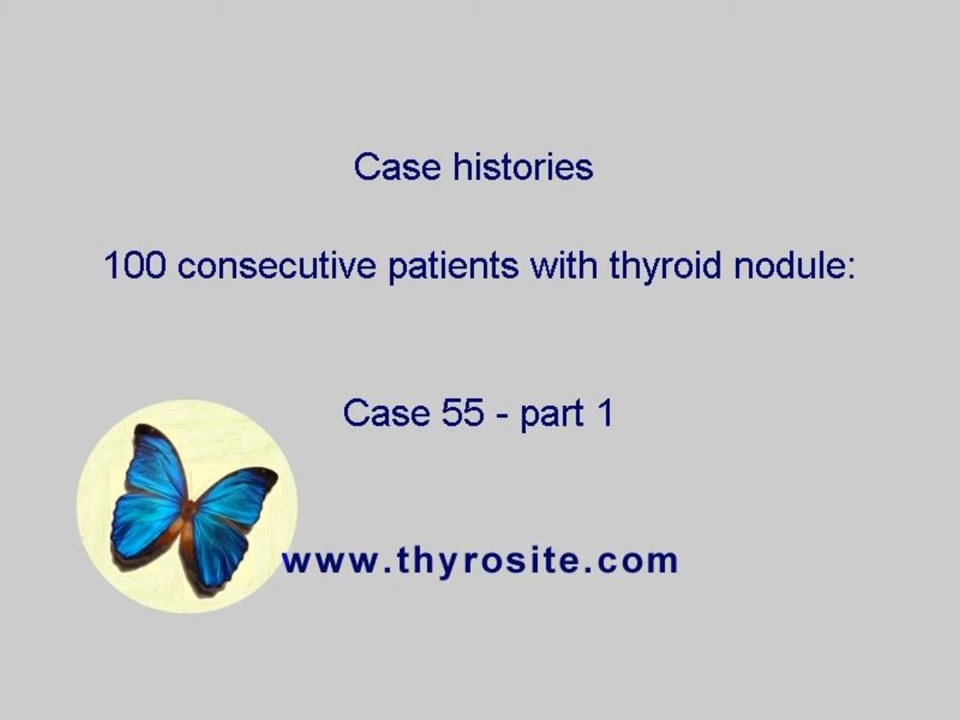 Case histories
100 consecutive patients with thyroid nodule:
Case 55 - part 1
www.thyrosite.com